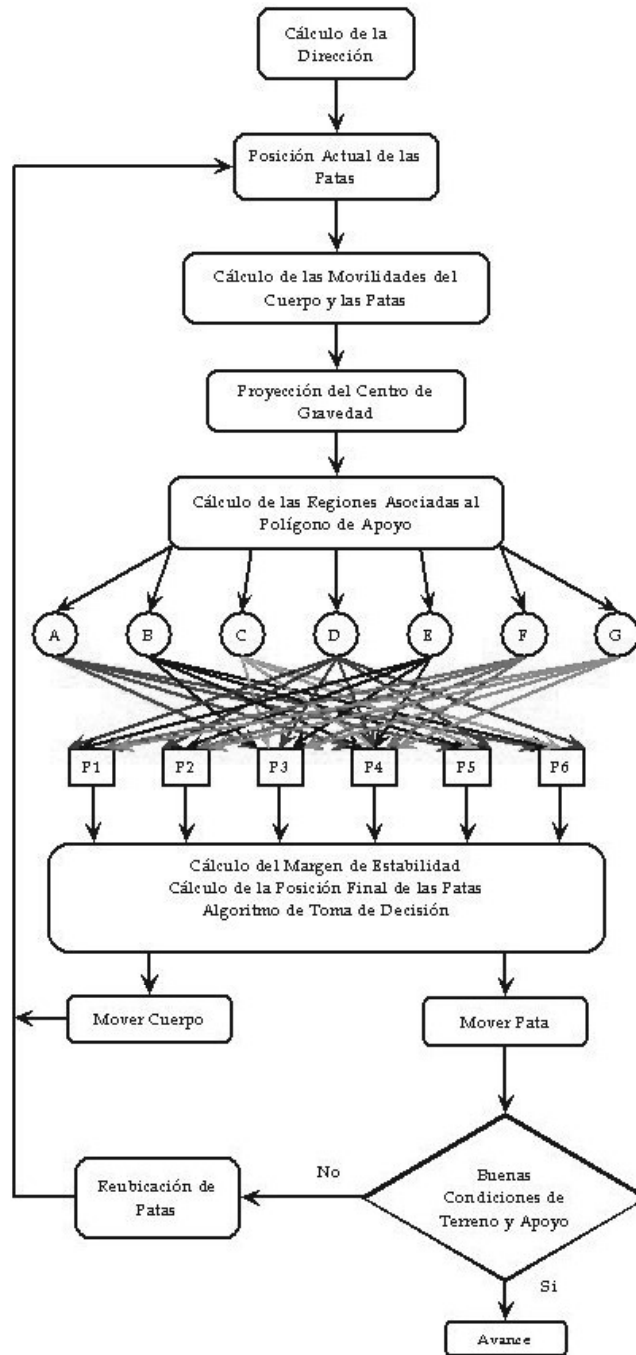 Cálculo de la
Dirección
Posición Actual de las
Patas
Cálculo de las Movilidades del
Cuerpo y las Patas
Proyección del Centro de
Gravedad
Cálculo de las Regiones Asociadas al
Polígono de Apoyo
A B C D E F G
P1 P2 P3 P4 P5 P6
Cálculo del Margen de Estabilidad
Cálculo de la Posición Final de las Patas
Algoritmo de Toma de Decisión
Mover Cuerpo
Mover Pata
Buenas
Condiciones de
Terreno y Apoyo
No
Reubicación de
Patas
Si
Avance